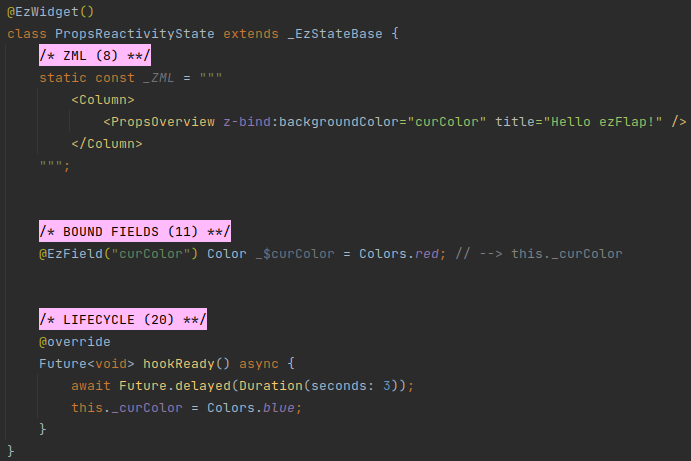 @EzWidget()
class PropsReactivityState extends _EzStateBase {
    /* ZML (8) **/
    static const _ZML = """
        <Column>
            <PropsOverview z-bind:backgroundColor="curColor" title="Hello ezFlap!" />
        </Column>
    """;
    /* BOUND FIELDS (11) **/
    @EzField("curColor") Color _$curColor = Colors.red; // --> this._curColor
    /* LIFECYCLE (20) **/
    @override
    Future<void> hookReady() async {
        await Future.delayed(Duration(seconds: 3));
        this._curColor = Colors.blue;
    }
}